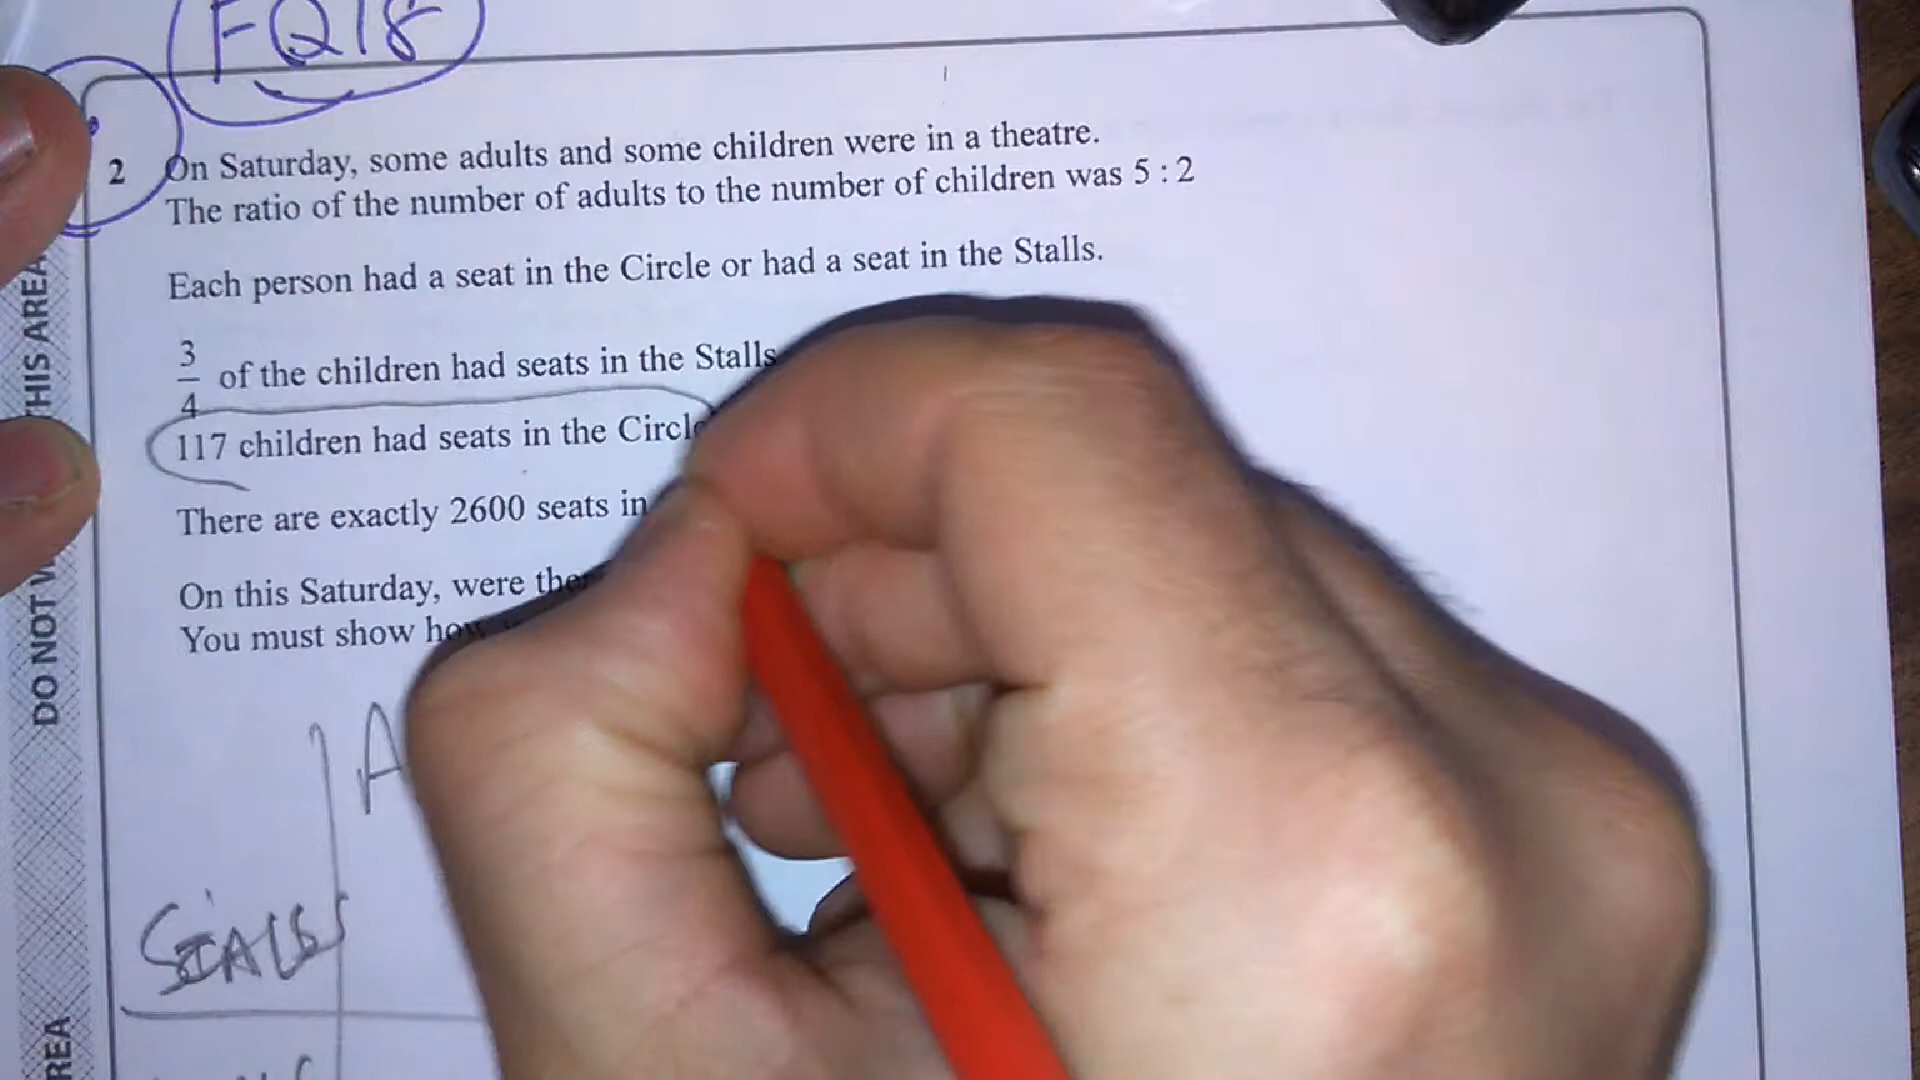 FQ18
2 On Saturday, some adults and some children were in a theatre.
The ratio of the number of adults to the number of children was 5 : 2
Each person had a seat in the Circle or had a seat in the Stalls.
3/4 of the children had seats in the Stalls
117 children had seats in the Circle
There are exactly 2600 seats in
On this Saturday, were
You must show how
A
STALLS
THIS AREA
DO NOT
REA